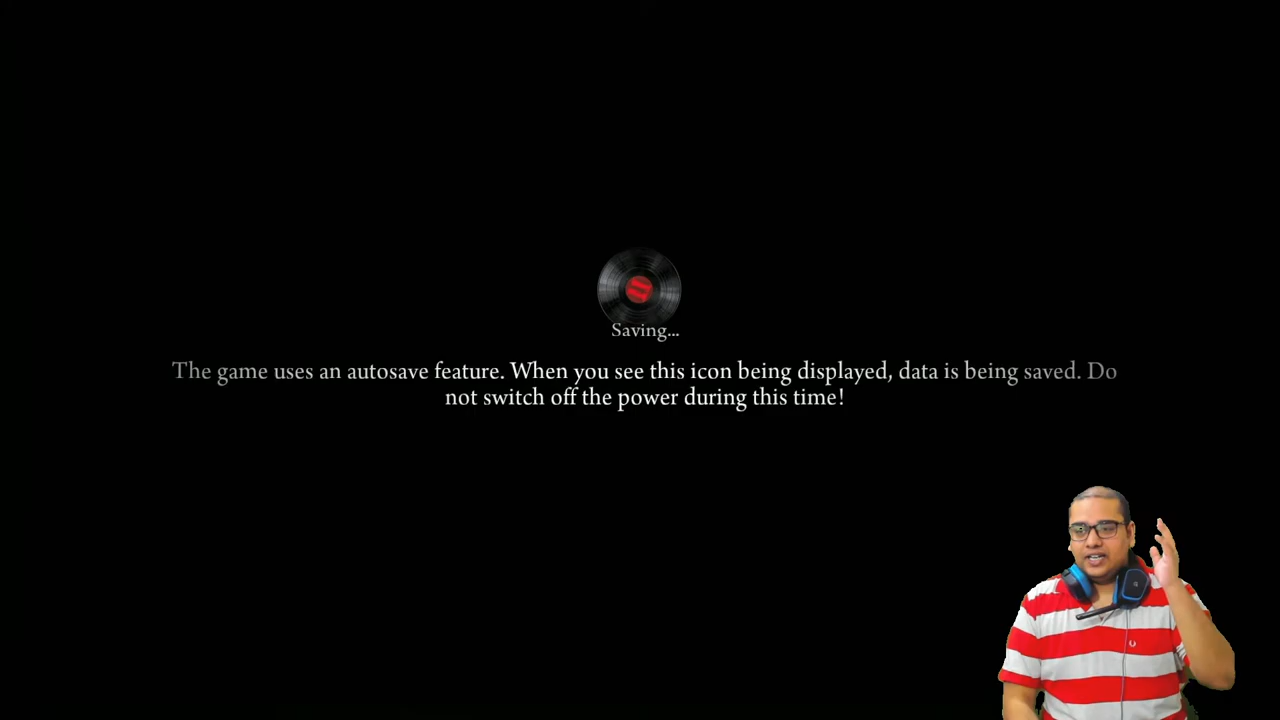 Saving...
The game uses an autosave feature. When you see this icon being displayed, data is being saved. Do
not switch off the power during this time!